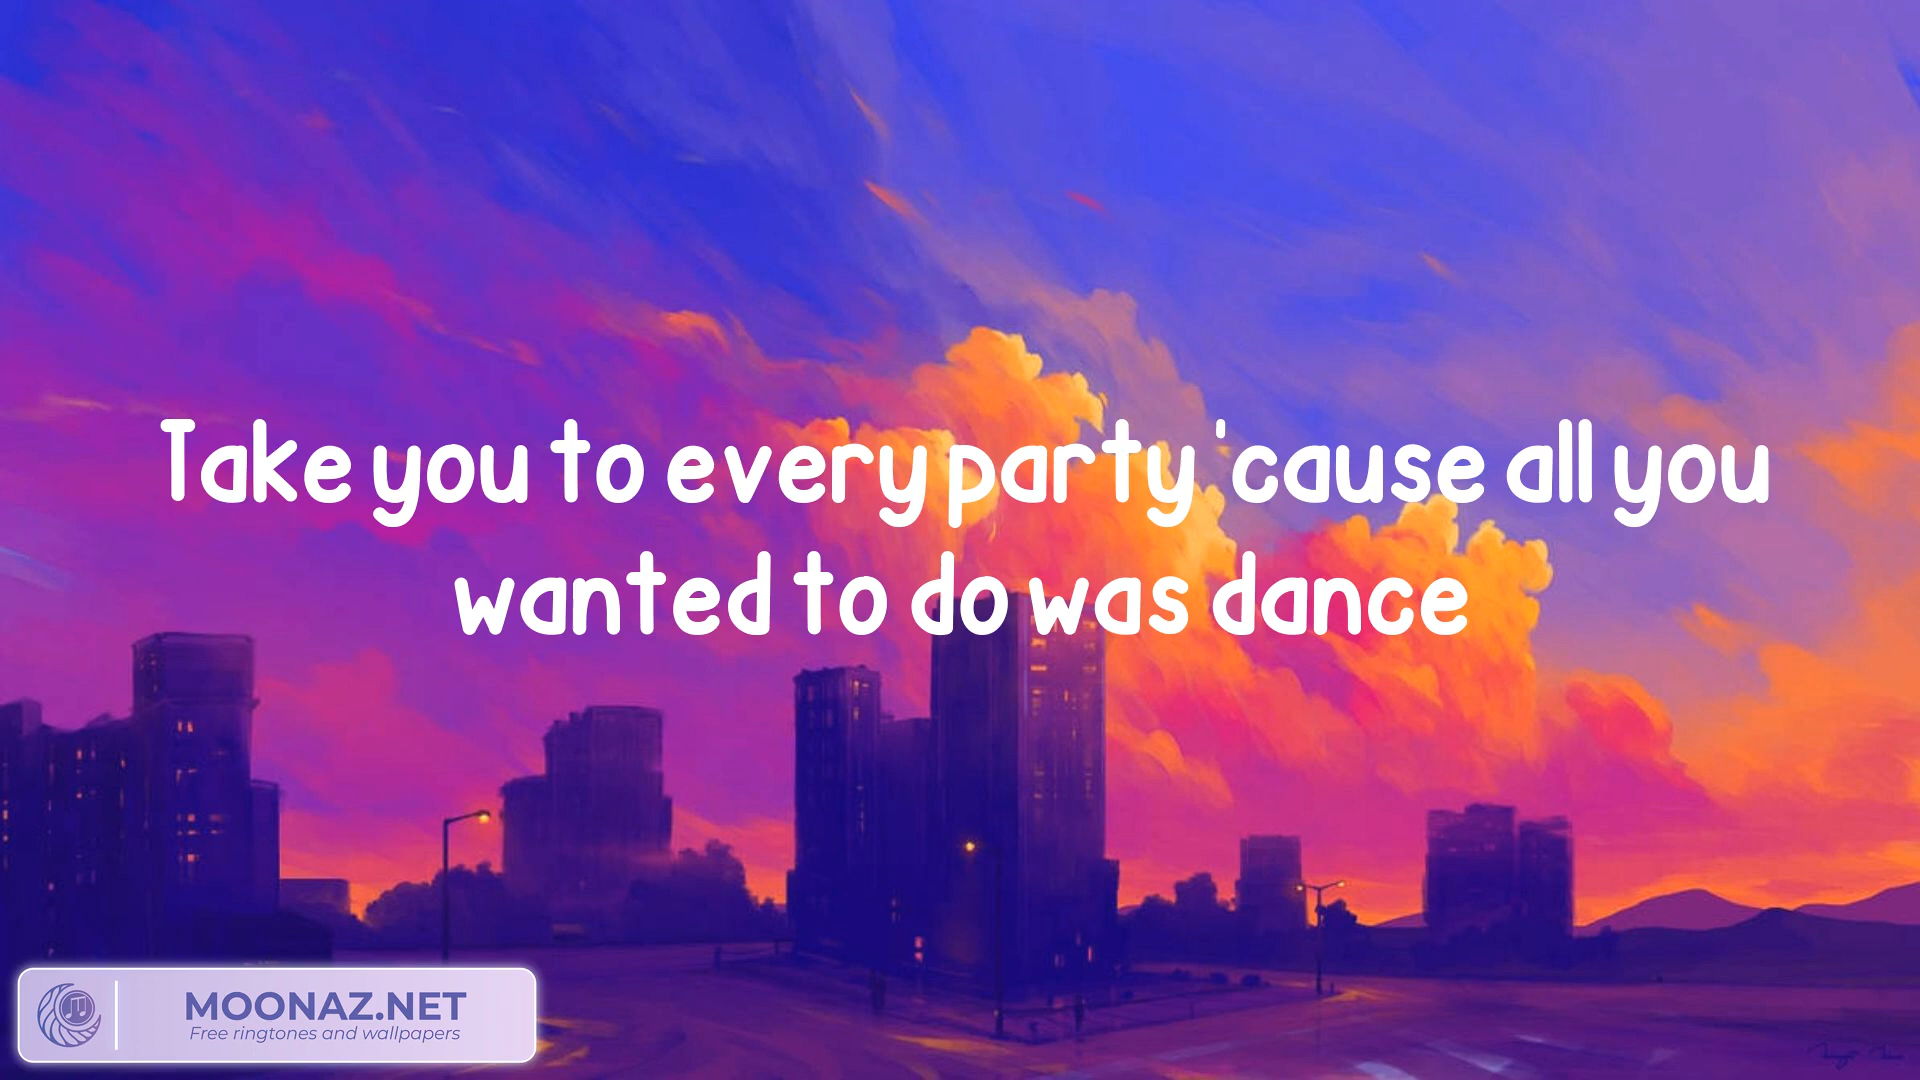 Take you to every party 'cause all you
wanted to do was dance
MOONAZ.NET
Free ringtones and wallpapers